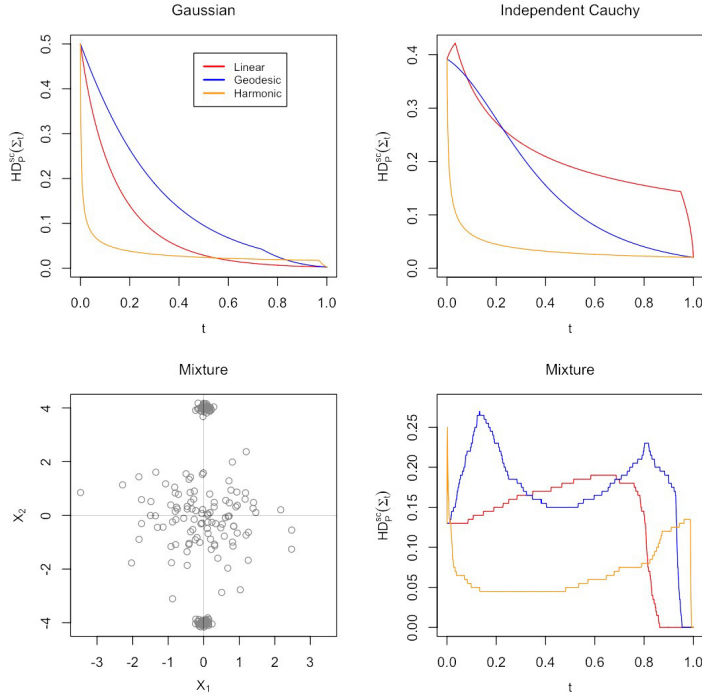 Gaussian
Independent Cauchy
HD_P^sc(Σ_t)
0.0 0.1 0.2 0.3 0.4 0.5
Linear
Geodesic
Harmonic
0.0 0.2 0.4 0.6 0.8 1.0
t
HD_P^sc(Σ_t)
0.0 0.1 0.2 0.3 0.4
0.0 0.2 0.4 0.6 0.8 1.0
t
Mixture
Mixture
X_2
-4 -2 0 2 4
-3 -2 -1 0 1 2 3
X_1
HD_P^sc(Σ_t)
0.00 0.05 0.10 0.15 0.20 0.25
0.0 0.2 0.4 0.6 0.8 1.0
t